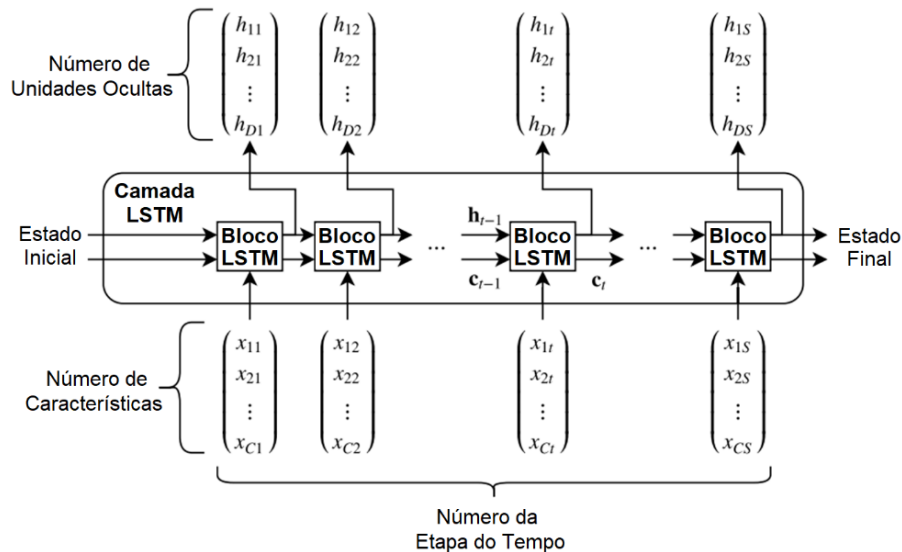 Número de
Unidades Ocultas
h11 h12 h1t h1S
h21 h22 h2t h2S
⋮ ⋮ ⋮ ⋮
hD1 hD2 hDt hDS
Camada
LSTM
Estado
Inicial
Bloco
LSTM
Bloco
LSTM
...
ht−1
ct−1
Bloco
LSTM
ct
...
Bloco
LSTM
Estado
Final
Número de
Características
x11 x12 x1t x1S
x21 x22 x2t x2S
⋮ ⋮ ⋮ ⋮
xC1 xC2 xCt xCS
Número da
Etapa do Tempo